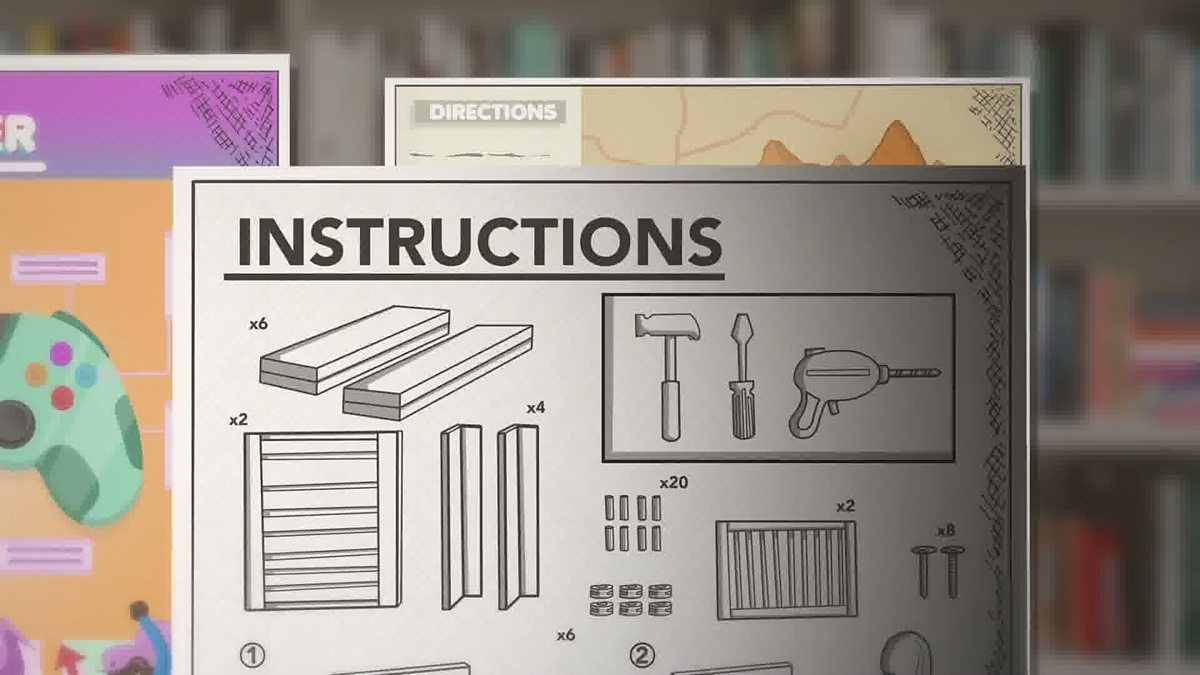 ER
DIRECTIONS
INSTRUCTIONS
x6
x4
x2
x20
x2
x8
x6
1
2